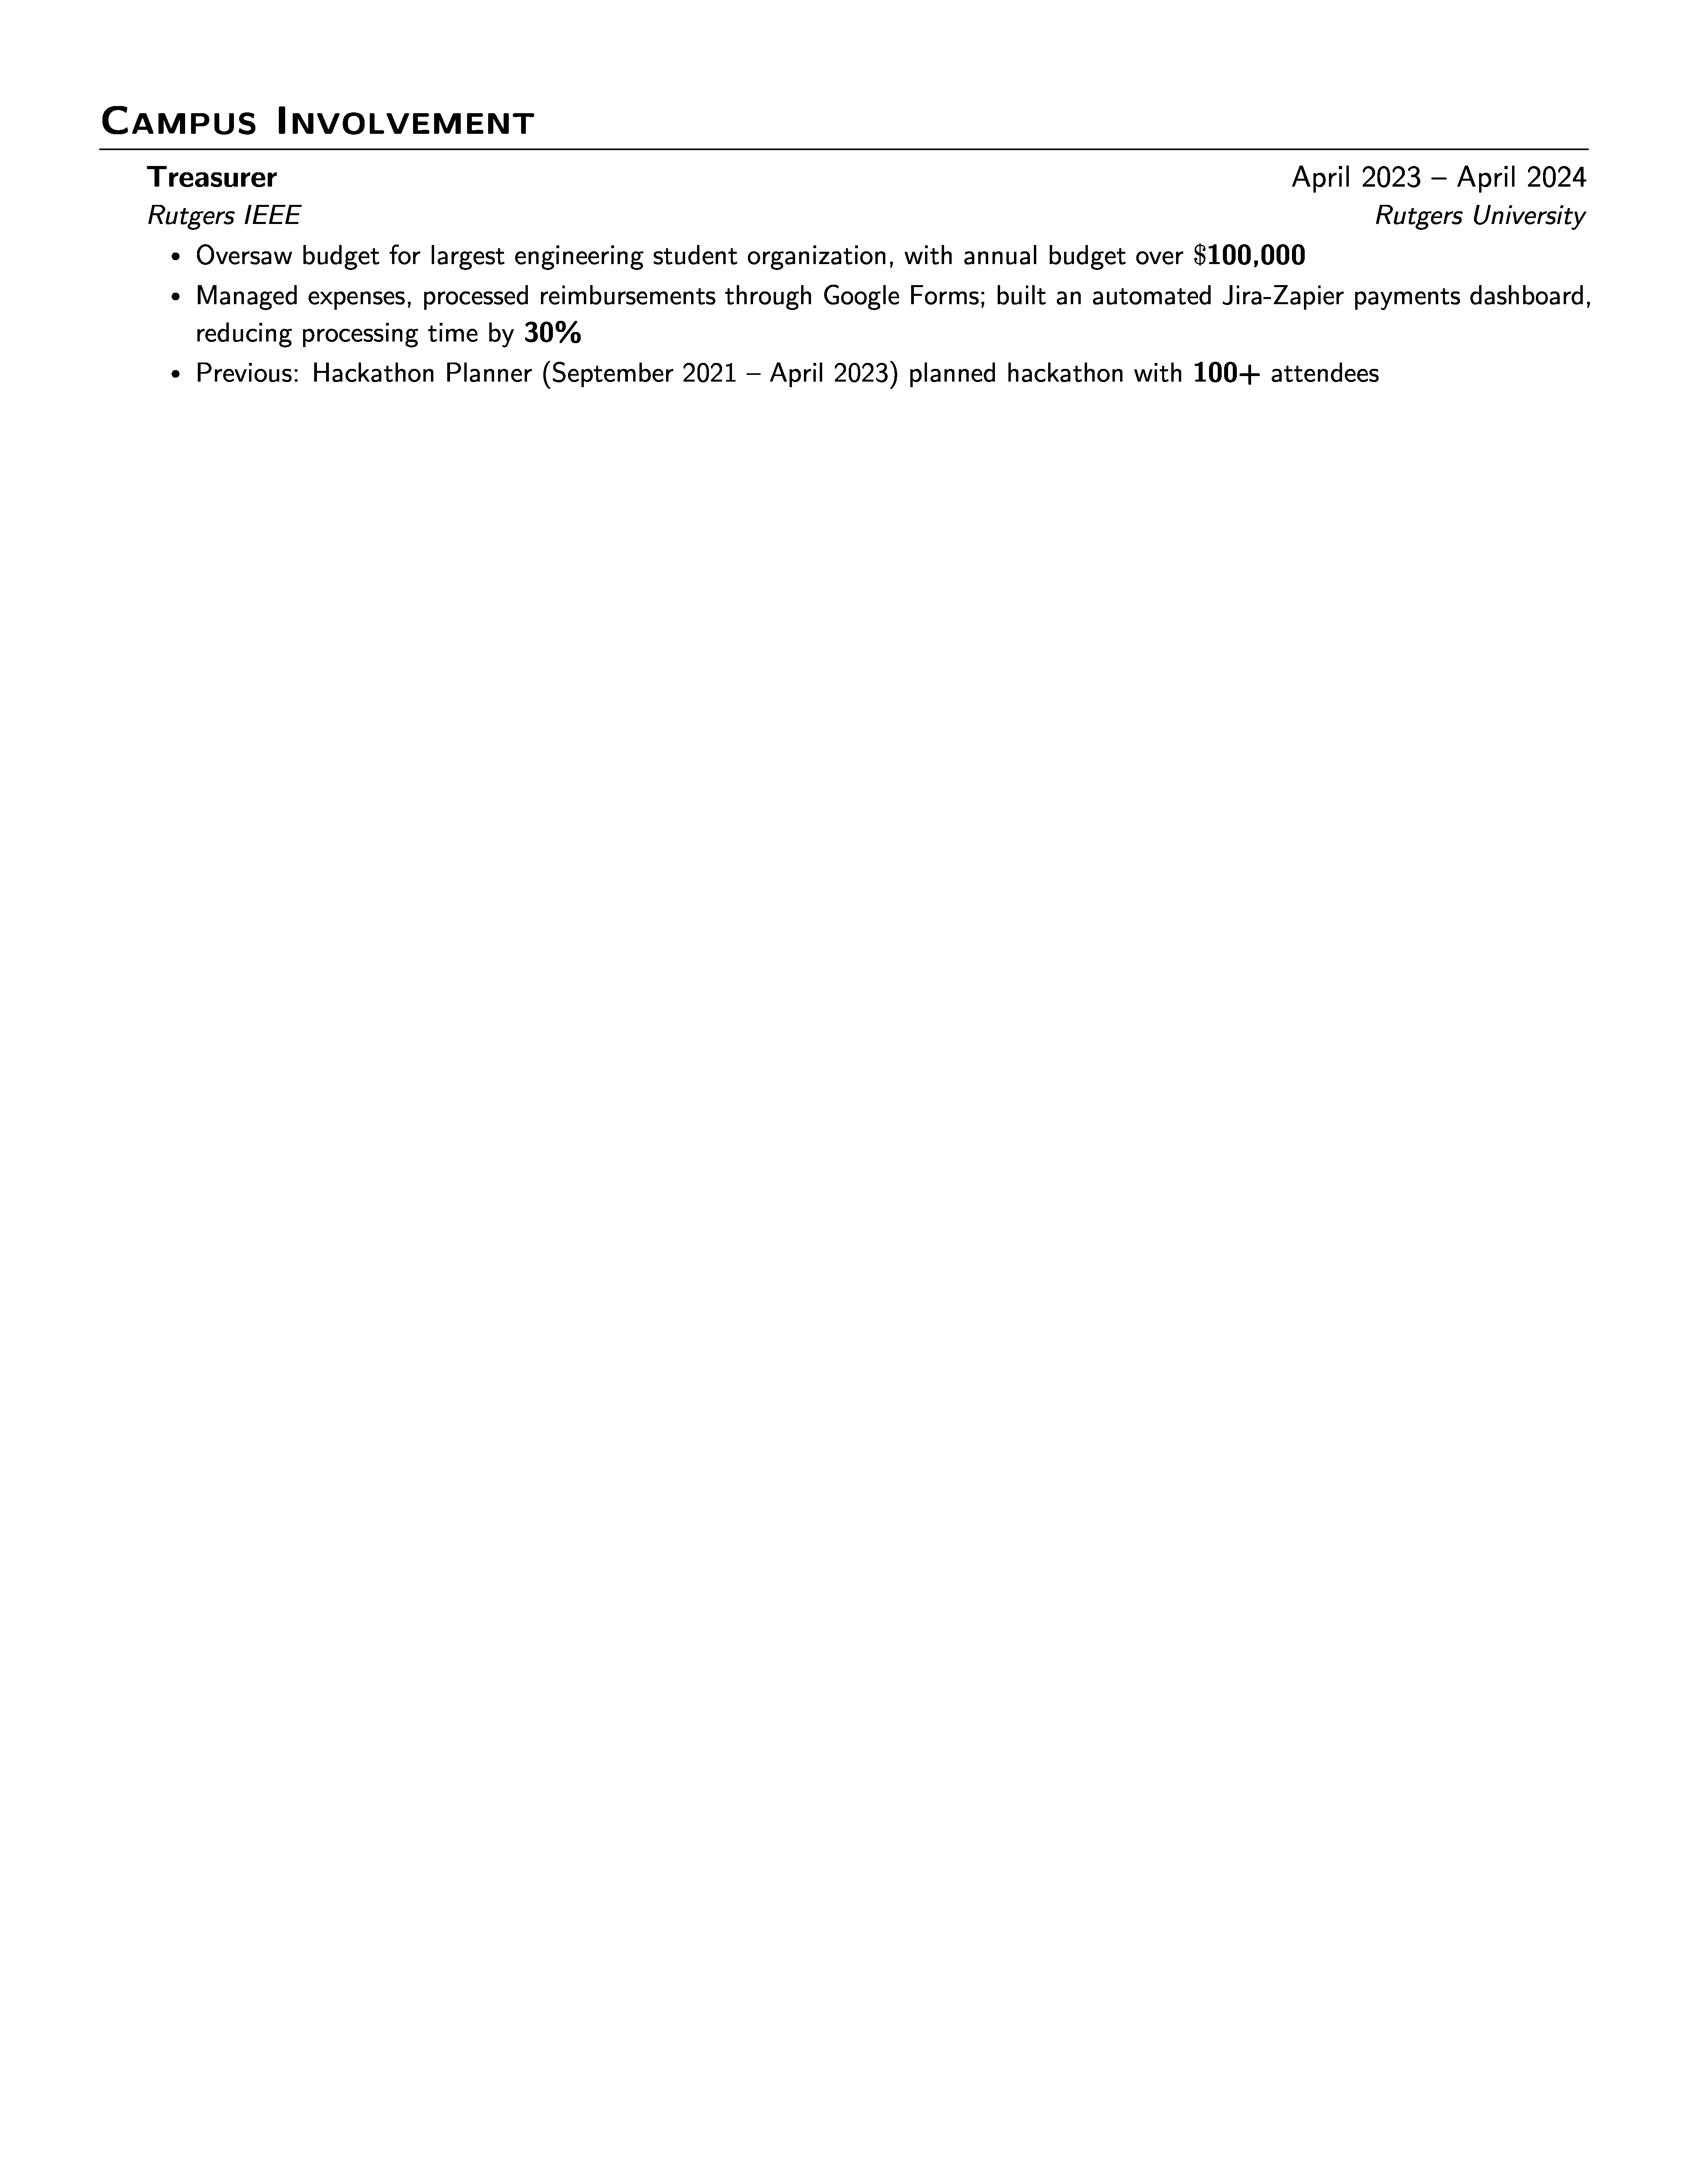 CAMPUS INVOLVEMENT
Treasurer April 2023 – April 2024
Rutgers IEEE Rutgers University
• Oversaw budget for largest engineering student organization, with annual budget over $100,000
• Managed expenses, processed reimbursements through Google Forms; built an automated Jira-Zapier payments dashboard,
reducing processing time by 30%
• Previous: Hackathon Planner (September 2021 – April 2023) planned hackathon with 100+ attendees